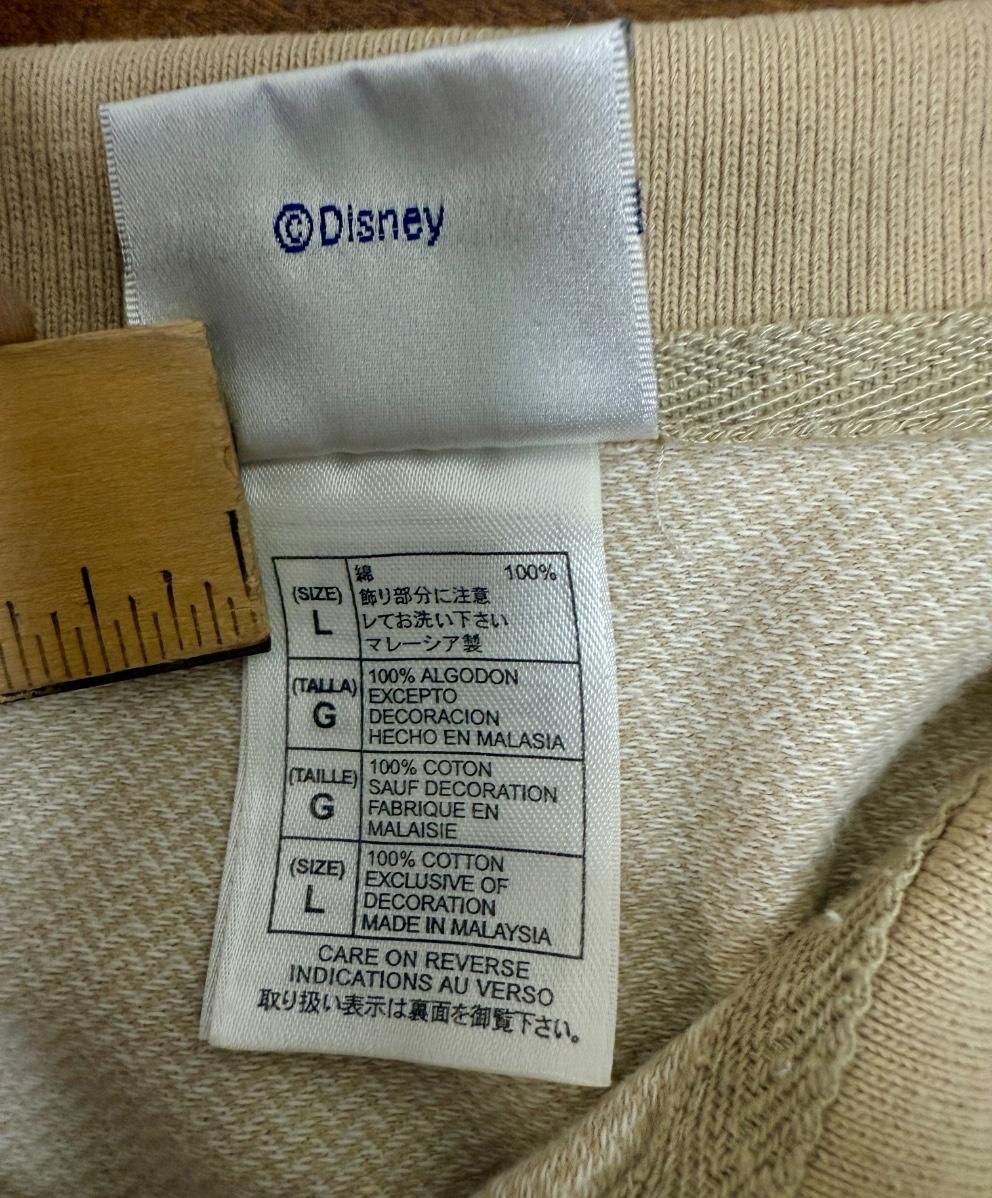 ©Disney
(SIZE)
L
綿 100%
飾り部分に注意
してお洗い下さい
マレーシア製
(TALLA)
G
100% ALGODON
EXCEPTO
DECORACION
HECHO EN MALASIA
(TAILLE)
G
100% COTON
SAUF DECORATION
FABRIQUE EN
MALAISIE
(SIZE)
L
100% COTTON
EXCLUSIVE OF
DECORATION
MADE IN MALAYSIA
CARE ON REVERSE
INDICATIONS AU VERSO
取り扱い表示は裏面を御覧下さい。